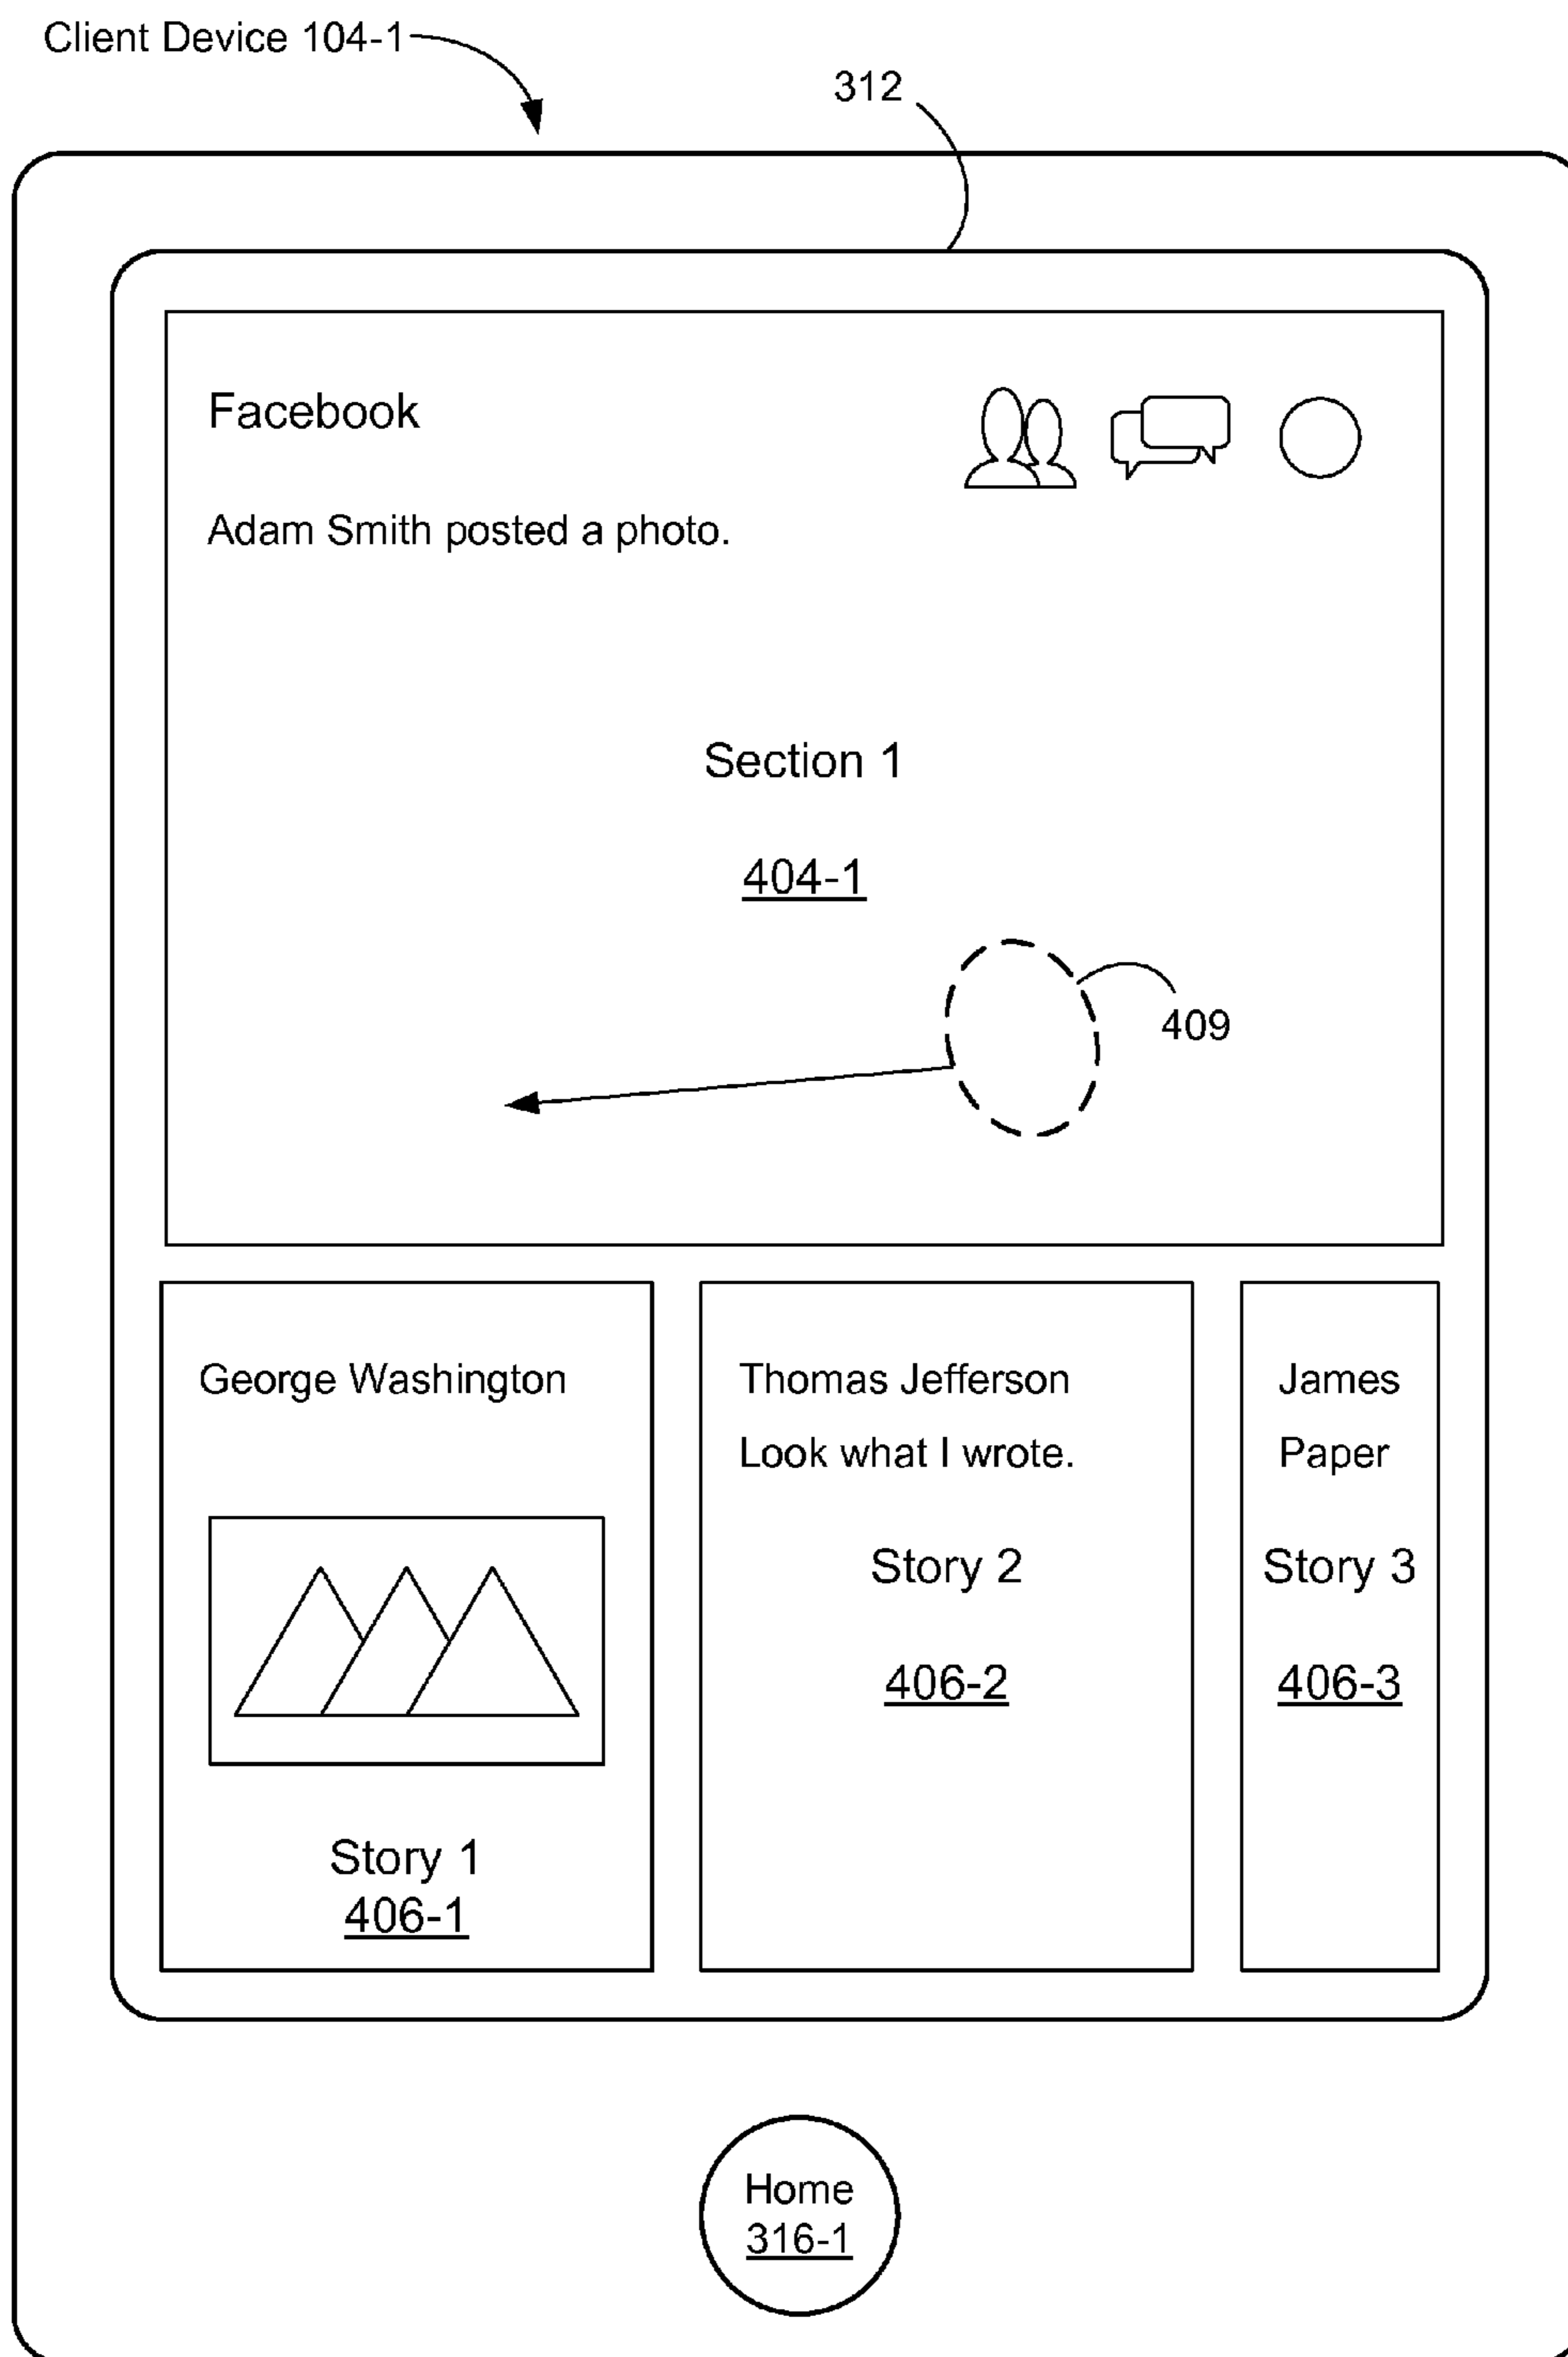 Client Device 104-1
312
Facebook
Adam Smith posted a photo.
Section 1
404-1
409
George Washington
Story 1
406-1
Thomas Jefferson
Look what I wrote.
Story 2
406-2
James
Paper
Story 3
406-3
Home
316-1